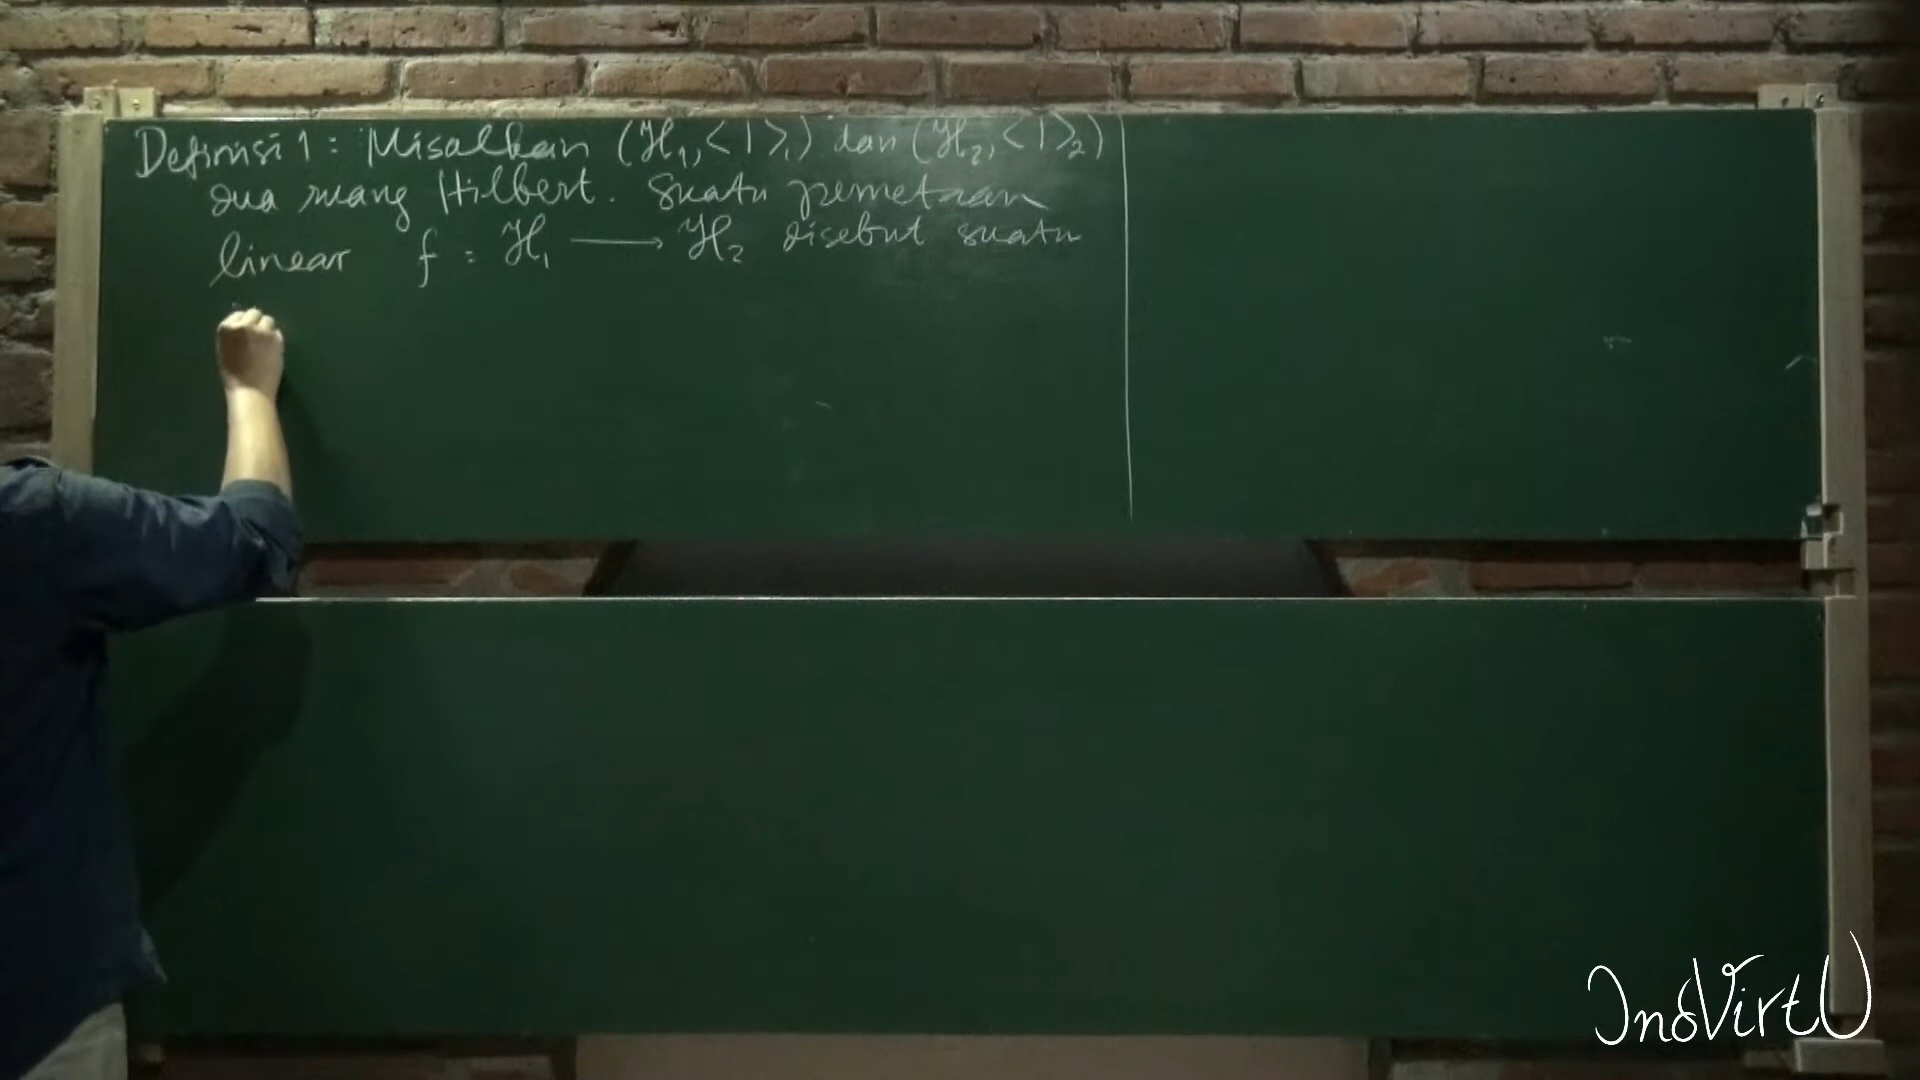 Definisi 1 : Misalkan (ℋ₁, < | >₁) dan (ℋ₂, < | >₂)
dua ruang Hilbert. Suatu pemetaan
linear f : ℋ₁ ⟶ ℋ₂ disebut suatu
InoVirtU